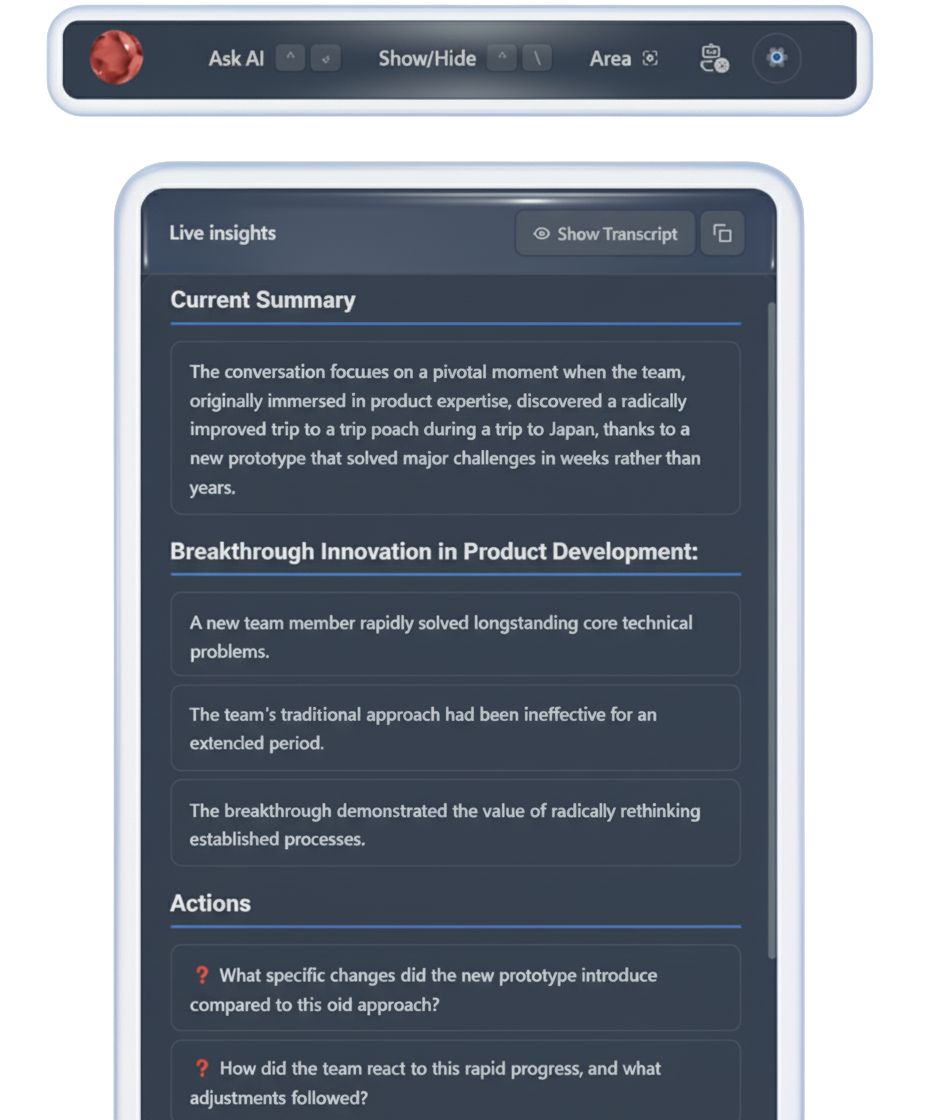 Ask AI ^ Show/Hide ^ \ Area
Live insights
Show Transcript
Current Summary
The conversation focuues on a pivotal moment when the team,
originally immersed in product expertise, discovered a radically
improved trip to a trip poach during a trip to Japan, thanks to a
new prototype that solved major challenges in weeks rather than
years.
Breakthrough Innovation in Product Development:
A new team member rapidly solved longstanding core technical
problems.
The team's traditional approach had been ineffective for an
extencled period.
The breakthrough demonstrated the value of radically rethinking
established processes.
Actions
❓ What specific changes did the new prototype introduce
compared to this oid approach?
❓ How did the team react to this rapid progress, and what
adjustments followed?